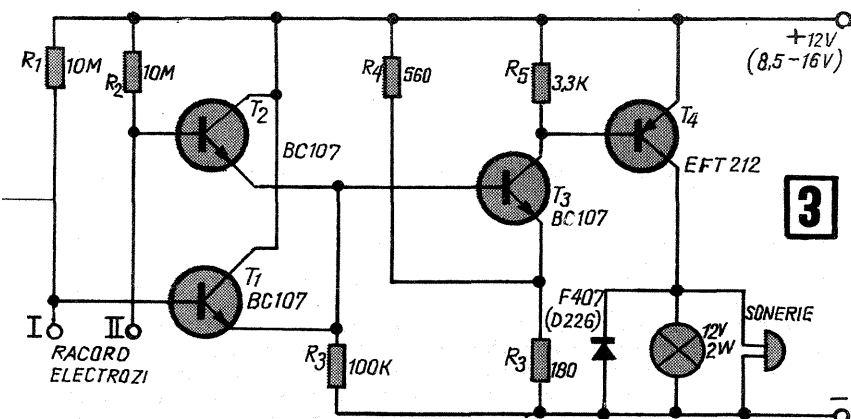 R1
10M
R2
10M
T2
BC107
R4
560
R5
3,3K
T4
EFT 212
+12V
(8,5-16V)
3
T3
BC107
T1
BC107
I
II
RACORD
ELECTROZI
R3
100K
F407
(D226)
R3
180
12V
2W
SONERIE
−